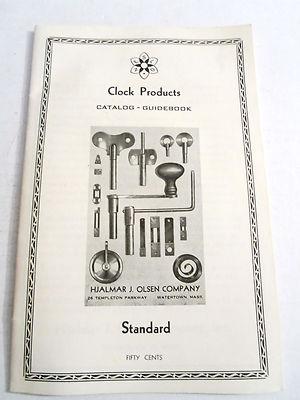 Clock Products
CATALOG - GUIDEBOOK
HJALMAR J. OLSEN COMPANY
26 TEMPLETON PARKWAY WATERTOWN MASS.
Standard
FIFTY CENTS